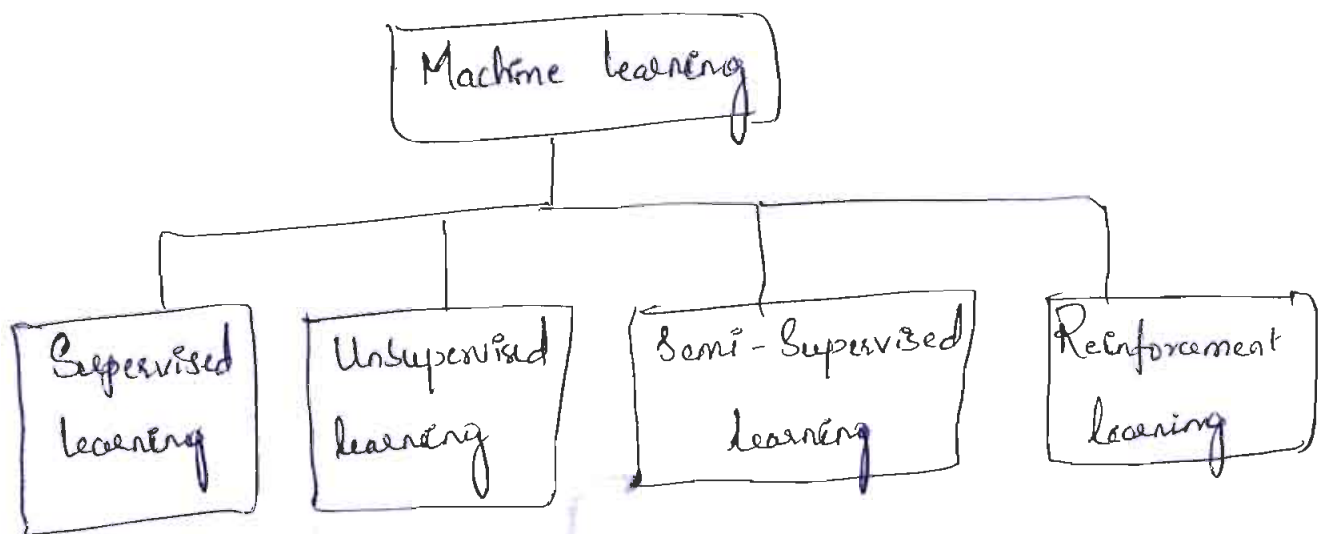 Machine learning
Supervised
learning
Unsupervised
learning
Semi-Supervised
learning
Reinforcement
learning